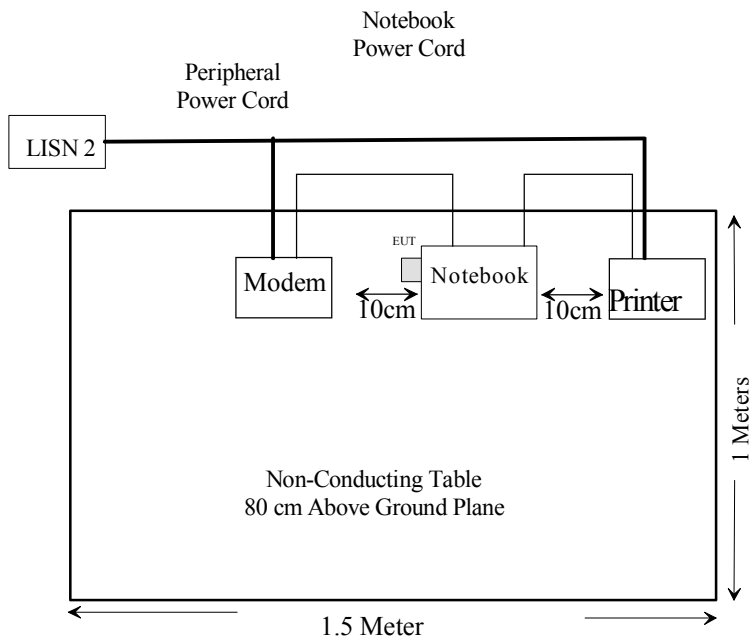 Notebook
Power Cord
Peripheral
Power Cord
LISN 2
EUT
Modem
Notebook
Printer
10cm
10cm
1 Meters
Non-Conducting Table
80 cm Above Ground Plane
1.5 Meter